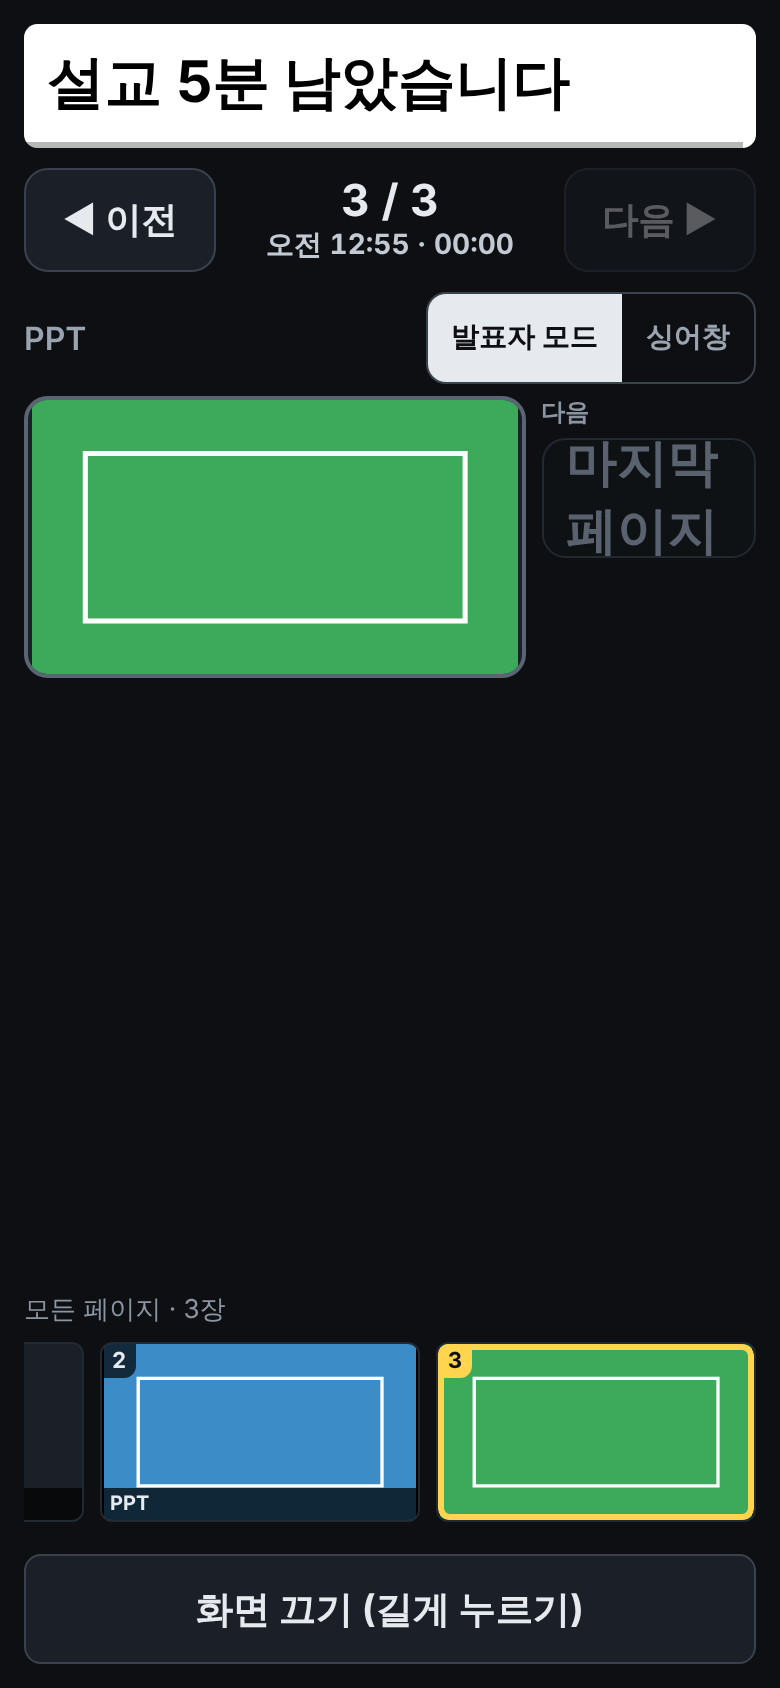 설교 5분 남았습니다
◀ 이전
3 / 3
오전 12:55 · 00:00
다음 ▶
PPT
발표자 모드
싱어창
다음
마지막
페이지
모든 페이지 · 3장
2
PPT
3
화면 끄기 (길게 누르기)